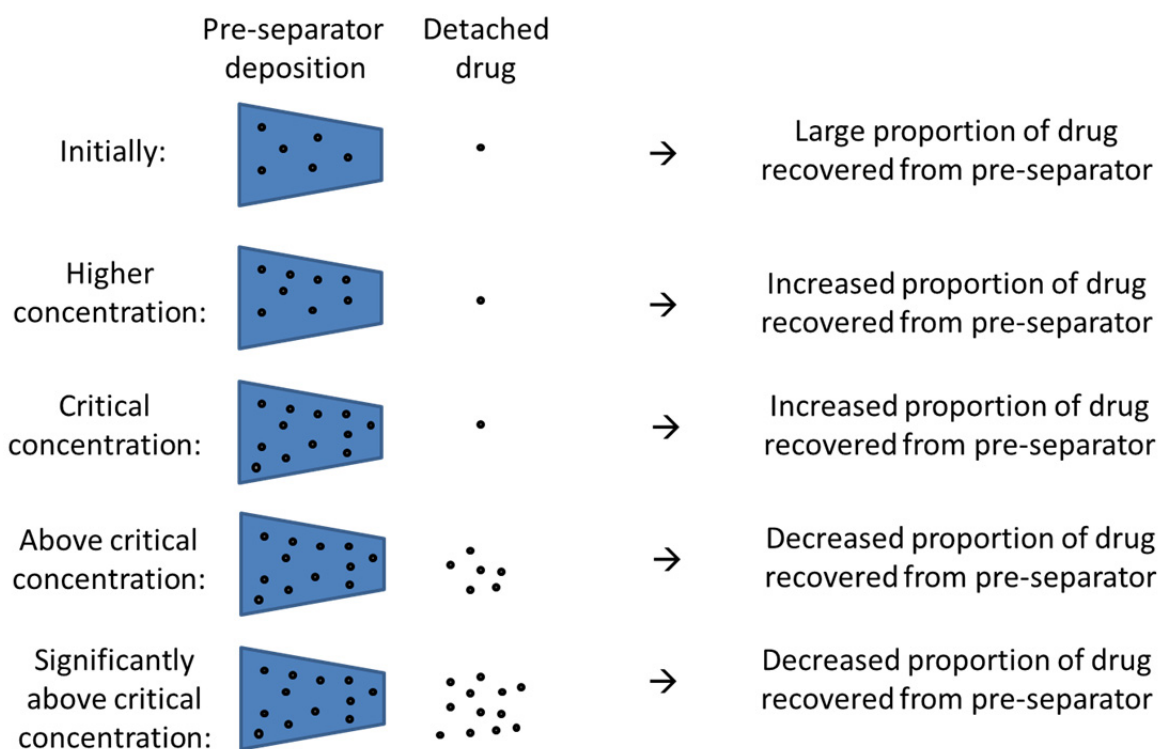 Pre-separator
deposition
Detached
drug
Initially:
→
Large proportion of drug
recovered from pre-separator
Higher
concentration:
→
Increased proportion of drug
recovered from pre-separator
Critical
concentration:
→
Increased proportion of drug
recovered from pre-separator
Above critical
concentration:
→
Decreased proportion of drug
recovered from pre-separator
Significantly
above critical
concentration:
→
Decreased proportion of drug
recovered from pre-separator